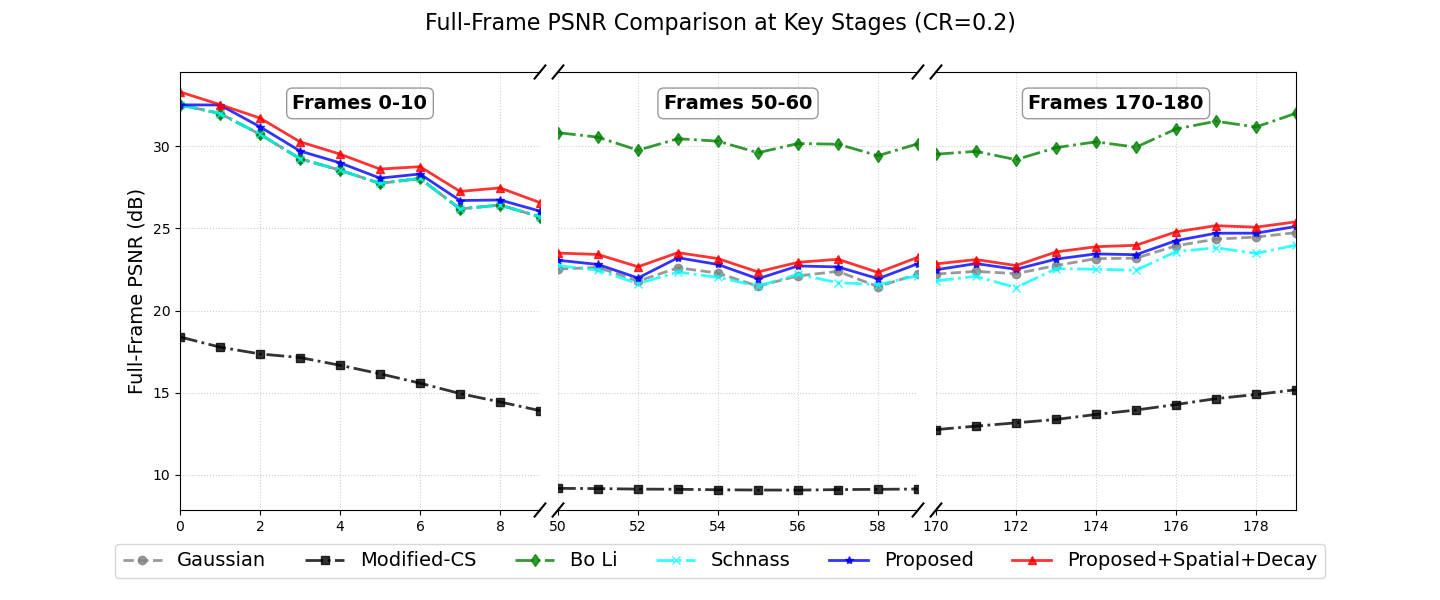 Full-Frame PSNR Comparison at Key Stages (CR=0.2)
Frames 0-10
Frames 50-60
Frames 170-180
Full-Frame PSNR (dB)
30
25
20
15
10
0 2 4 6 8 50 52 54 56 58 170 172 174 176 178
Gaussian Modified-CS Bo Li Schnass Proposed Proposed+Spatial+Decay